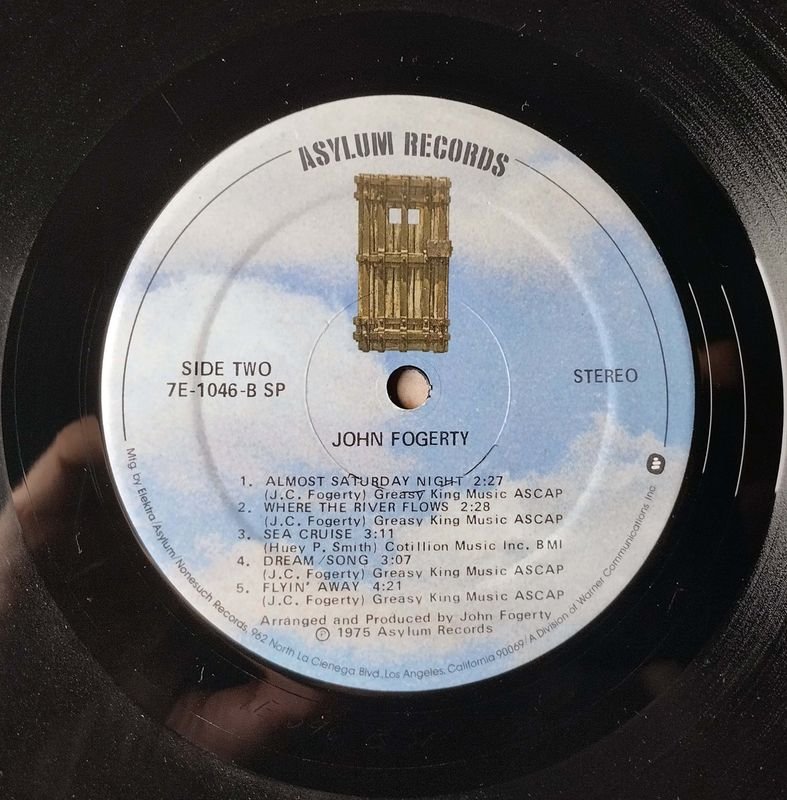 ASYLUM RECORDS
SIDE TWO
7E-1046-B SP
STEREO
JOHN FOGERTY
1. ALMOST SATURDAY NIGHT 2:27
(J.C. Fogerty) Greasy King Music ASCAP
2. WHERE THE RIVER FLOWS 2:28
(J.C. Fogerty) Greasy King Music ASCAP
3. SEA CRUISE 3:11
(Huey P. Smith) Cotillion Music Inc. BMI
4. DREAM/SONG 3:07
(J.C. Fogerty) Greasy King Music ASCAP
5. FLYIN' AWAY 4:21
(J.C. Fogerty) Greasy King Music ASCAP
Arranged and Produced by John Fogerty
Ⓟ 1975 Asylum Records
Mfg. by Elektra/Asylum/Nonesuch Records, 962 North La Cienega Blvd., Los Angeles, California 90069/A Division of Warner Communications Inc.